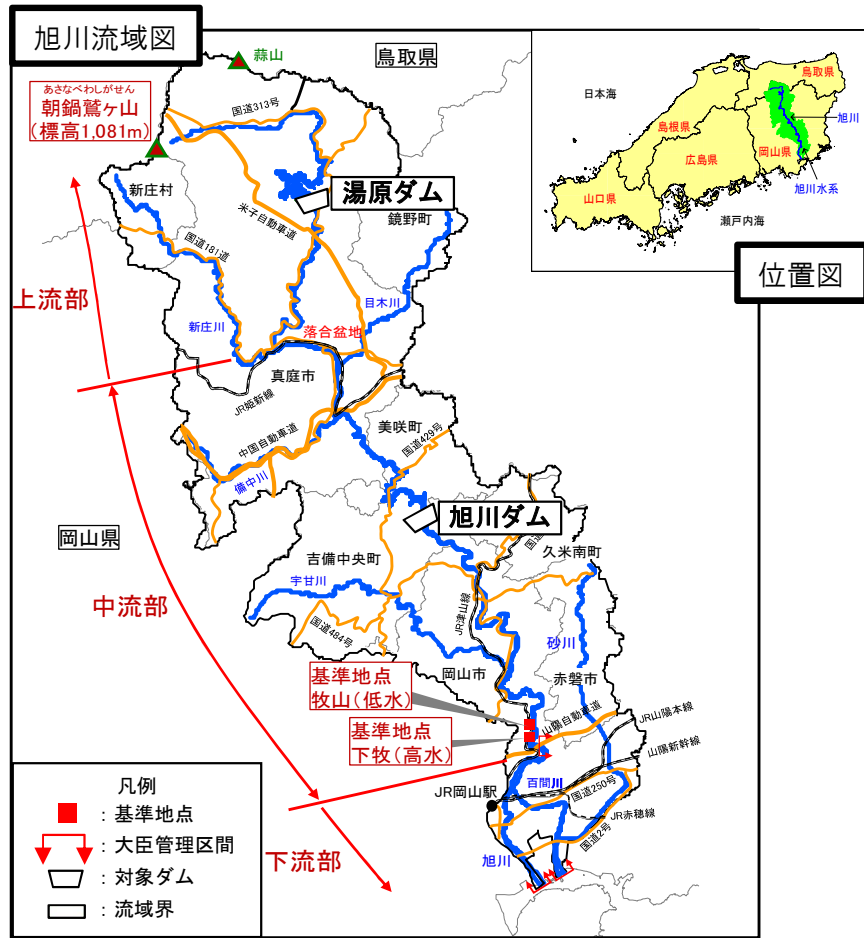 旭川流域図
鳥取県
蒜山
あさなべわしがせん
朝鍋鷲ヶ山
(標高1,081m)
国道313号
新庄村
湯原ダム
米子自動車道
鏡野町
国道181道
上流部
新庄川
目木川
落合盆地
真庭市
JR姫新線
美咲町
国道429号
中国自動車道
備中川
旭川ダム
岡山県
国道
久米南町
吉備中央町
宇甘川
中流部
国道484号
JR津山線
砂川
岡山市
赤磐市
基準地点
牧山(低水)
基準地点
下牧(高水)
山陽自動車道
JR山陽本線
山陽新幹線
百間川
JR岡山駅
国道250号
JR赤穂線
国道2号
旭川
下流部
凡例
:基準地点
:大臣管理区間
:対象ダム
:流域界
日本海
鳥取県
島根県
旭川
広島県
岡山県
山口県
旭川水系
瀬戸内海
位置図